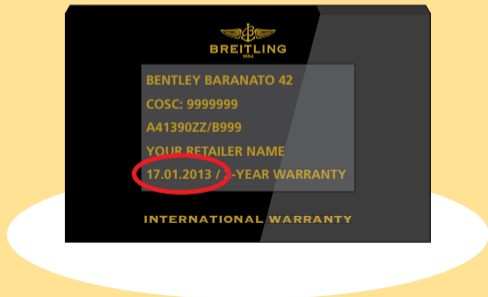 BREITLING
1884
BENTLEY BARANATO 42
COSC: 9999999
A41390ZZ/B999
YOUR RETAILER NAME
17.01.2013 / -YEAR WARRANTY
INTERNATIONAL WARRANTY